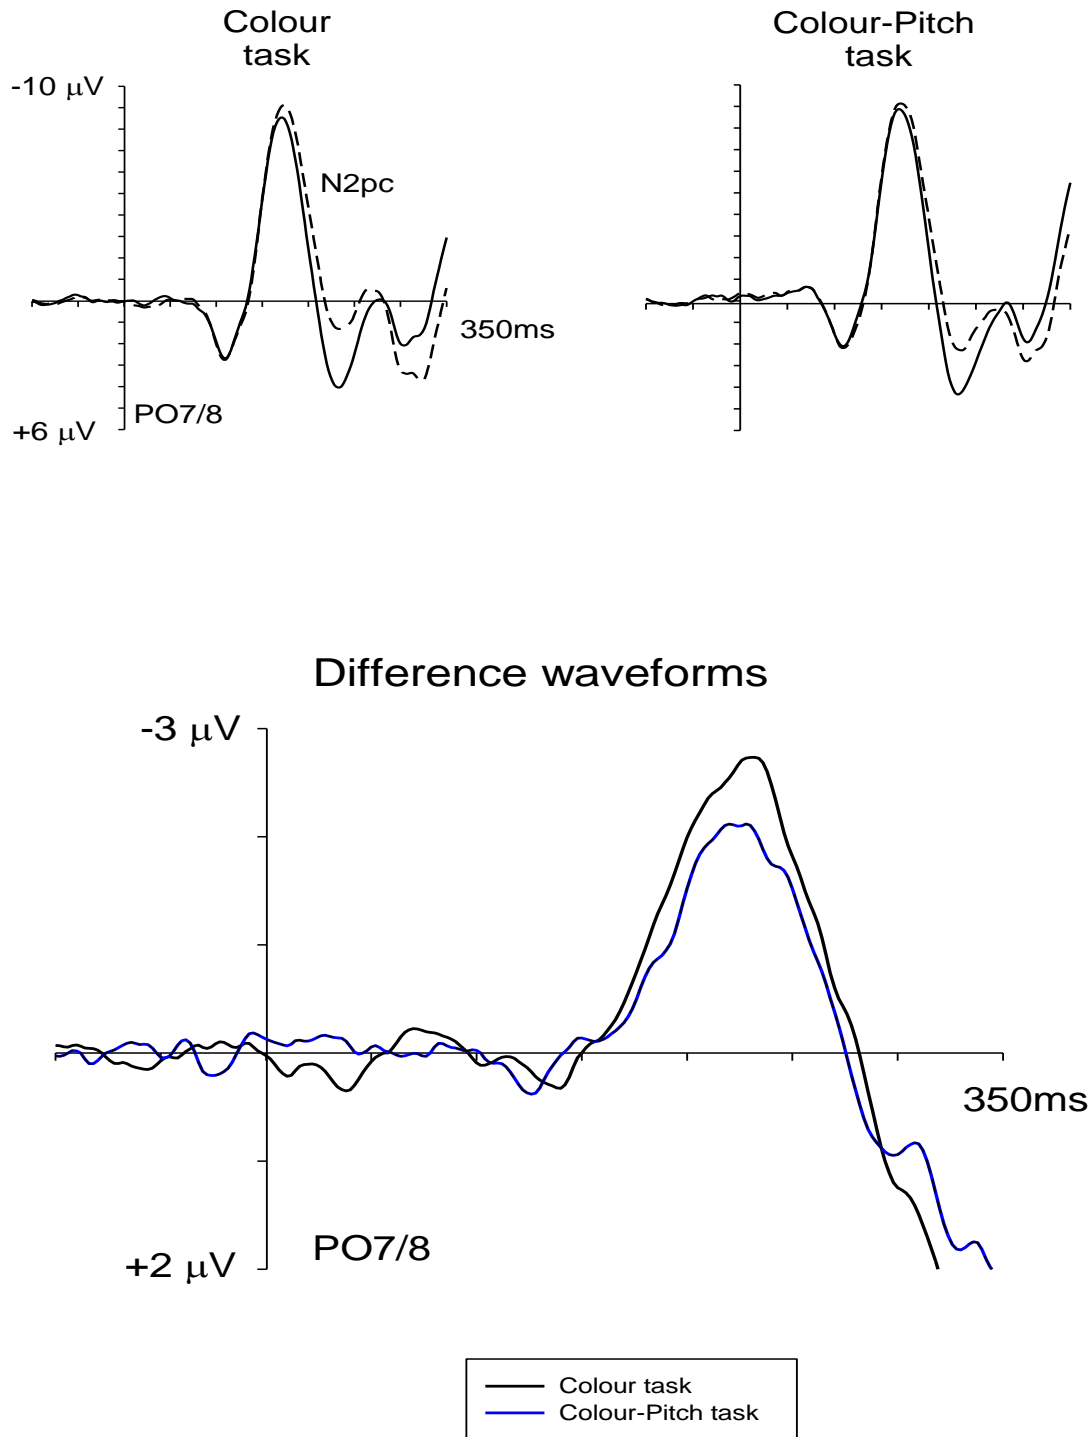 Colour
task
Colour-Pitch
task
-10 μV
N2pc
350ms
PO7/8
+6 μV
Difference waveforms
-3 μV
350ms
PO7/8
+2 μV
Colour task
Colour-Pitch task